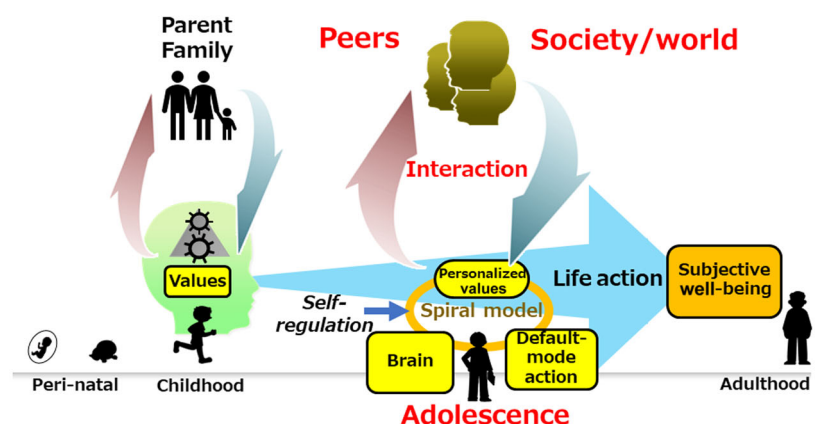 Parent
Family
Peers
Society/world
Interaction
Values
Personalized
values
Life action
Subjective
well-being
Self-
regulation
Spiral model
Brain
Default-
mode
action
Peri-natal
Childhood
Adolescence
Adulthood